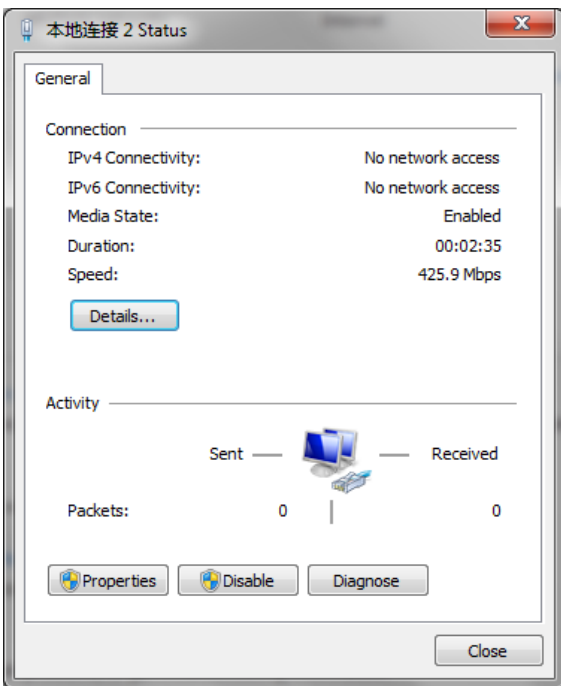 本地连接 2 Status
General
Connection
IPv4 Connectivity: No network access
IPv6 Connectivity: No network access
Media State: Enabled
Duration: 00:02:35
Speed: 425.9 Mbps
Details...
Activity
Sent Received
Packets: 0 0
Properties Disable Diagnose
Close